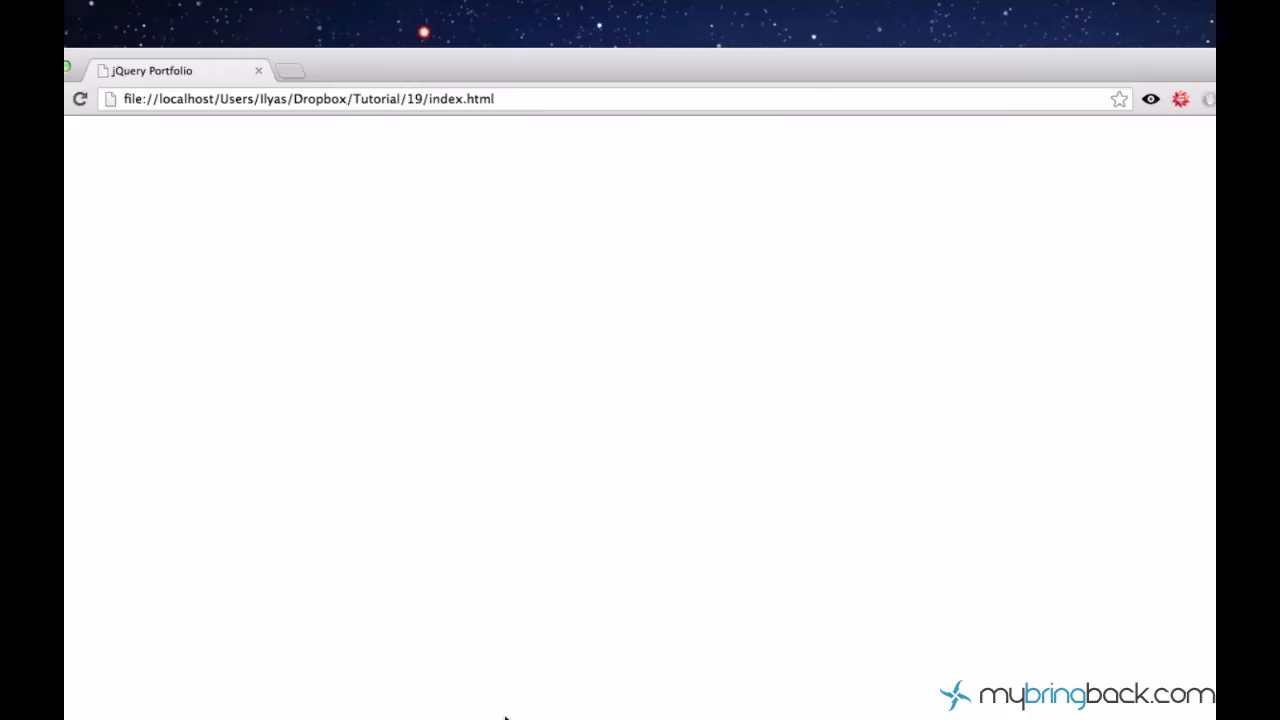 jQuery Portfolio
file://localhost/Users/Ilyas/Dropbox/Tutorial/19/index.html
mybringback.com